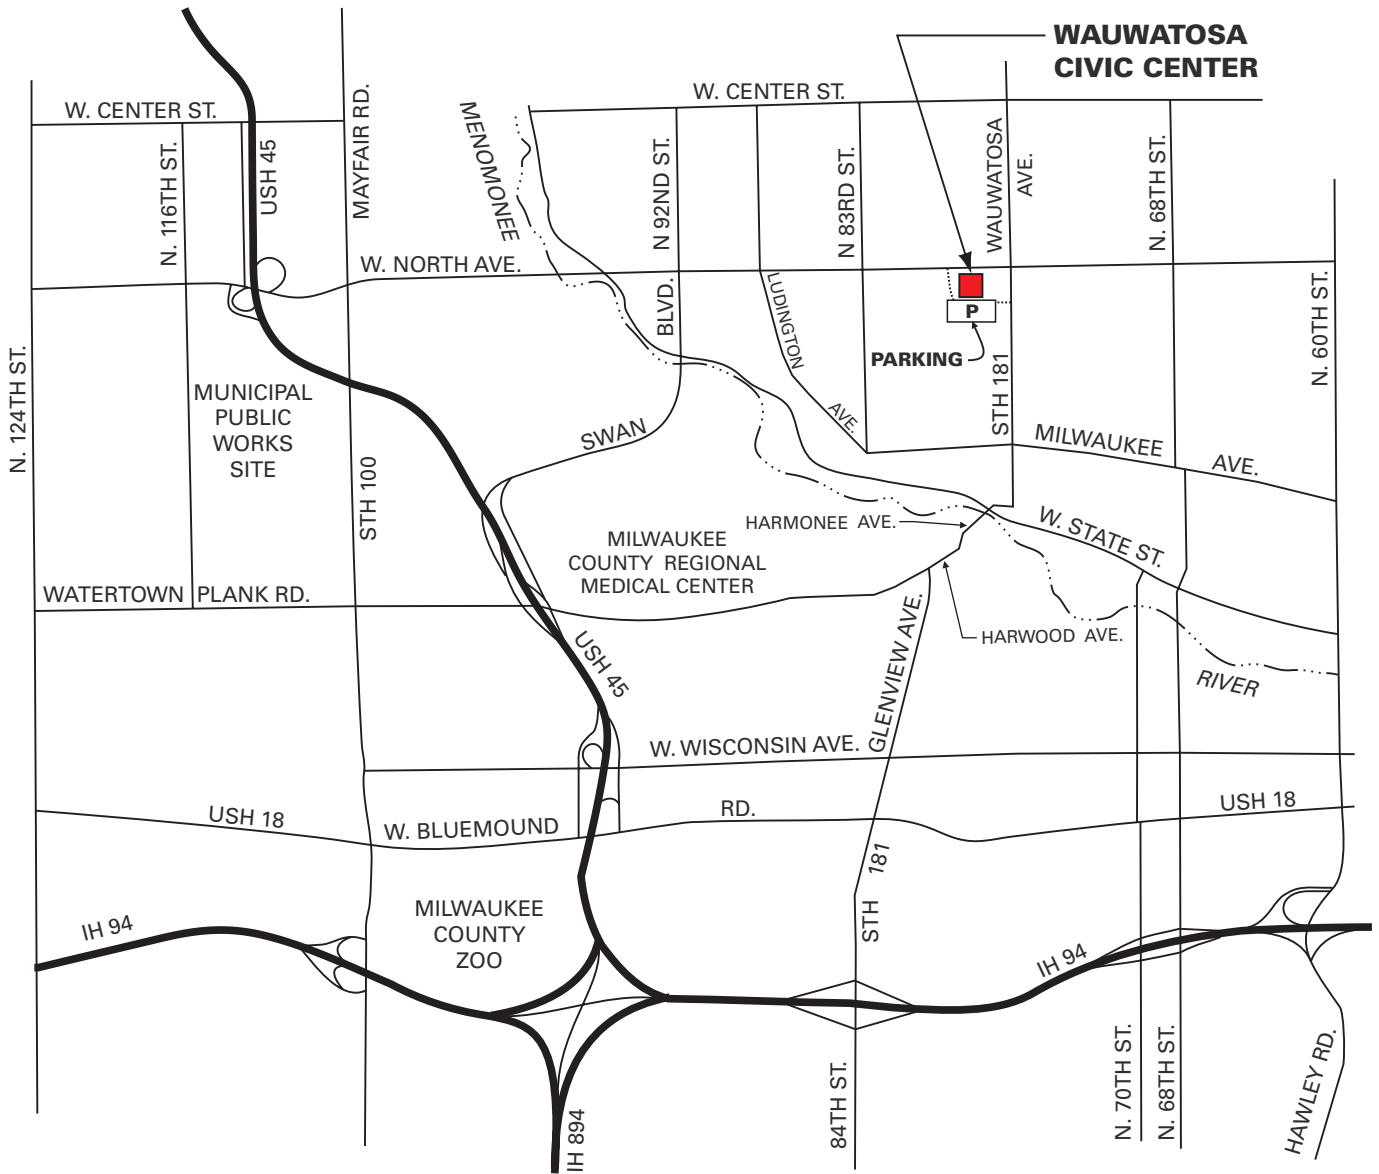 WAUWATOSA
CIVIC CENTER
W. CENTER ST.
W. CENTER ST.
MAYFAIR RD.
MENOMONEE
N. 116TH ST.
USH 45
N 92ND ST.
N 83RD ST.
WAUWATOSA
AVE.
N. 68TH ST.
W. NORTH AVE.
BLVD.
LUDINGTON
AVE.
P
PARKING
STH 181
N. 60TH ST.
N. 124TH ST.
MUNICIPAL
PUBLIC
WORKS
SITE
SWAN
MILWAUKEE
AVE.
STH 100
HARMONEE AVE.
W. STATE ST.
MILWAUKEE
COUNTY REGIONAL
MEDICAL CENTER
WATERTOWN
PLANK RD.
USH 45
GLENVIEW AVE.
HARWOOD AVE.
RIVER
W. WISCONSIN AVE.
USH 18
W. BLUEMOUND
RD.
USH 18
STH
181
MILWAUKEE
COUNTY
ZOO
IH 94
IH 94
IH 894
84TH ST.
N. 70TH ST.
N. 68TH ST.
HAWLEY RD.